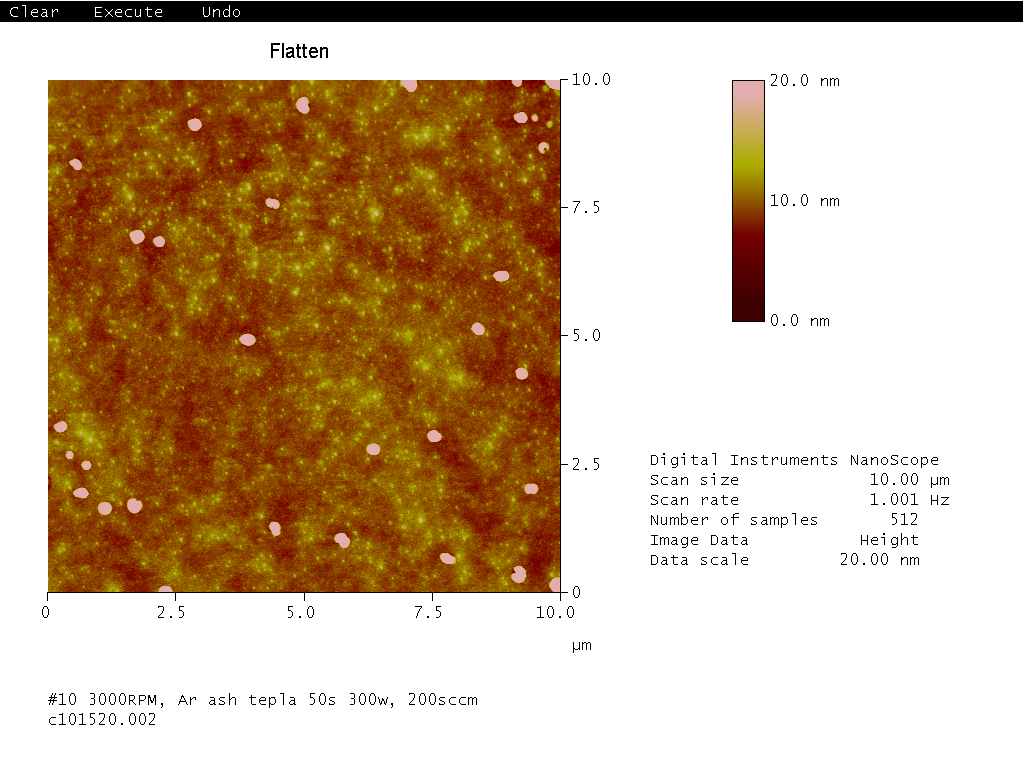 Clear Execute Undo
Flatten
10.0
7.5
5.0
2.5
0
0 2.5 5.0 7.5 10.0
µm
20.0 nm
10.0 nm
0.0 nm
Digital Instruments NanoScope
Scan size 10.00 µm
Scan rate 1.001 Hz
Number of samples 512
Image Data Height
Data scale 20.00 nm
#10 3000RPM, Ar ash tepla 50s 300w, 200sccm
c101520.002